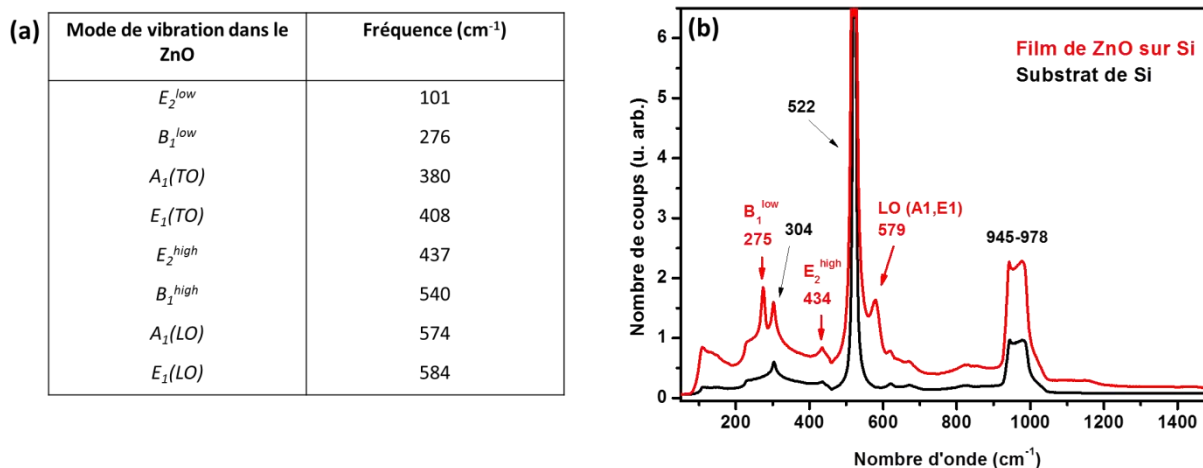 (a)
Mode de vibration dans le ZnO Fréquence (cm⁻¹)
E₂ˡᵒʷ 101
B₁ˡᵒʷ 276
A₁(TO) 380
E₁(TO) 408
E₂ʰⁱᵍʰ 437
B₁ʰⁱᵍʰ 540
A₁(LO) 574
E₁(LO) 584
(b)
Film de ZnO sur Si
Substrat de Si
522
B₁ˡᵒʷ
275
304
E₂ʰⁱᵍʰ
434
LO (A1,E1)
579
945-978
Nombre de coups (u. arb.)
6
5
4
3
2
1
0
200 400 600 800 1000 1200 1400
Nombre d'onde (cm⁻¹)